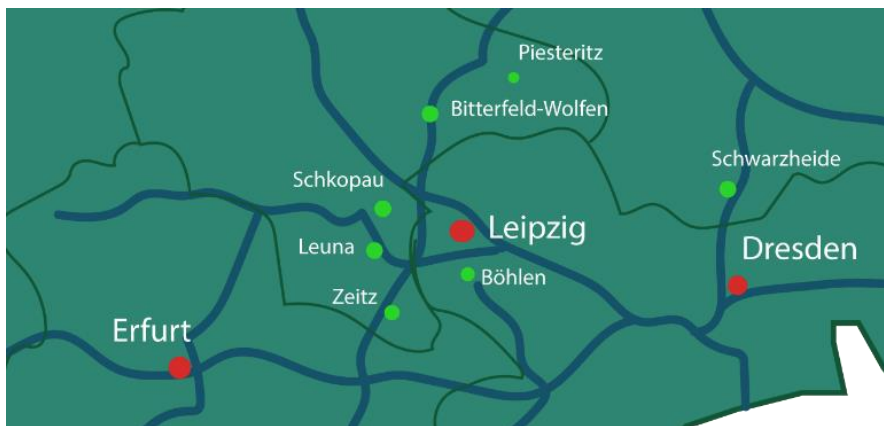 Piesteritz
Bitterfeld-Wolfen
Schwarzheide
Schkopau
Leipzig
Leuna
Dresden
Böhlen
Zeitz
Erfurt